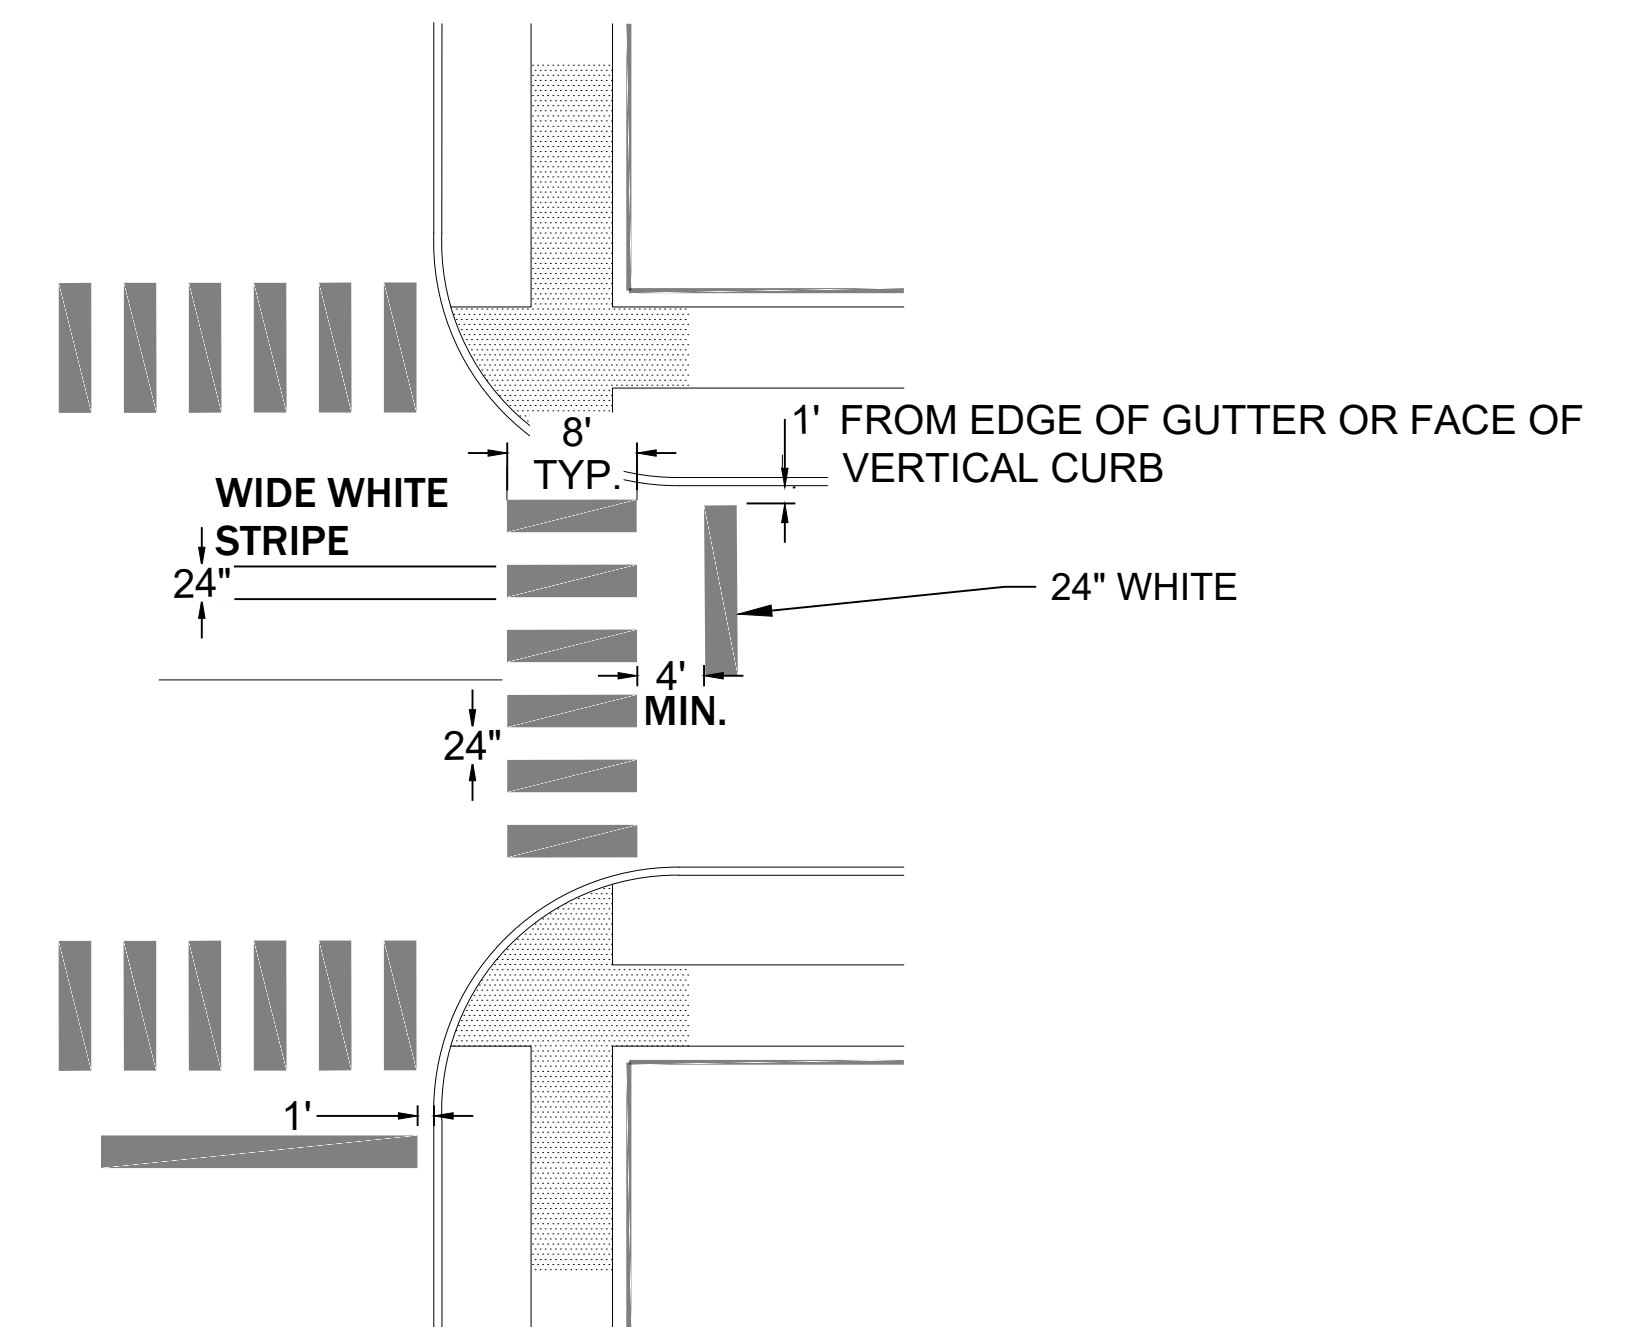 1' FROM EDGE OF GUTTER OR FACE OF
VERTICAL CURB
8'
TYP.
WIDE WHITE
STRIPE
24"
24" WHITE
4'
MIN.
24"
1'